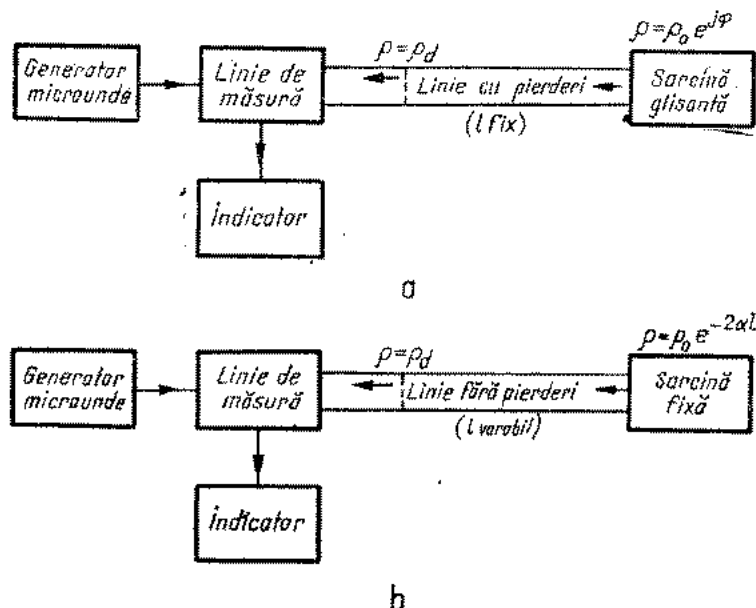 ρ = ρ₀ e^{jφ}
Generator
microunde
Linie de
măsură
ρ = ρd
Linie cu pierderi
(l fix)
Sarcină
glisantă
Indicator
a
ρ = ρ₀ e^{-2αl}
Generator
microunde
Linie de
măsură
ρ = ρd
Linie fără pierderi
(l varabil)
Sarcină
fixă
Indicator
b